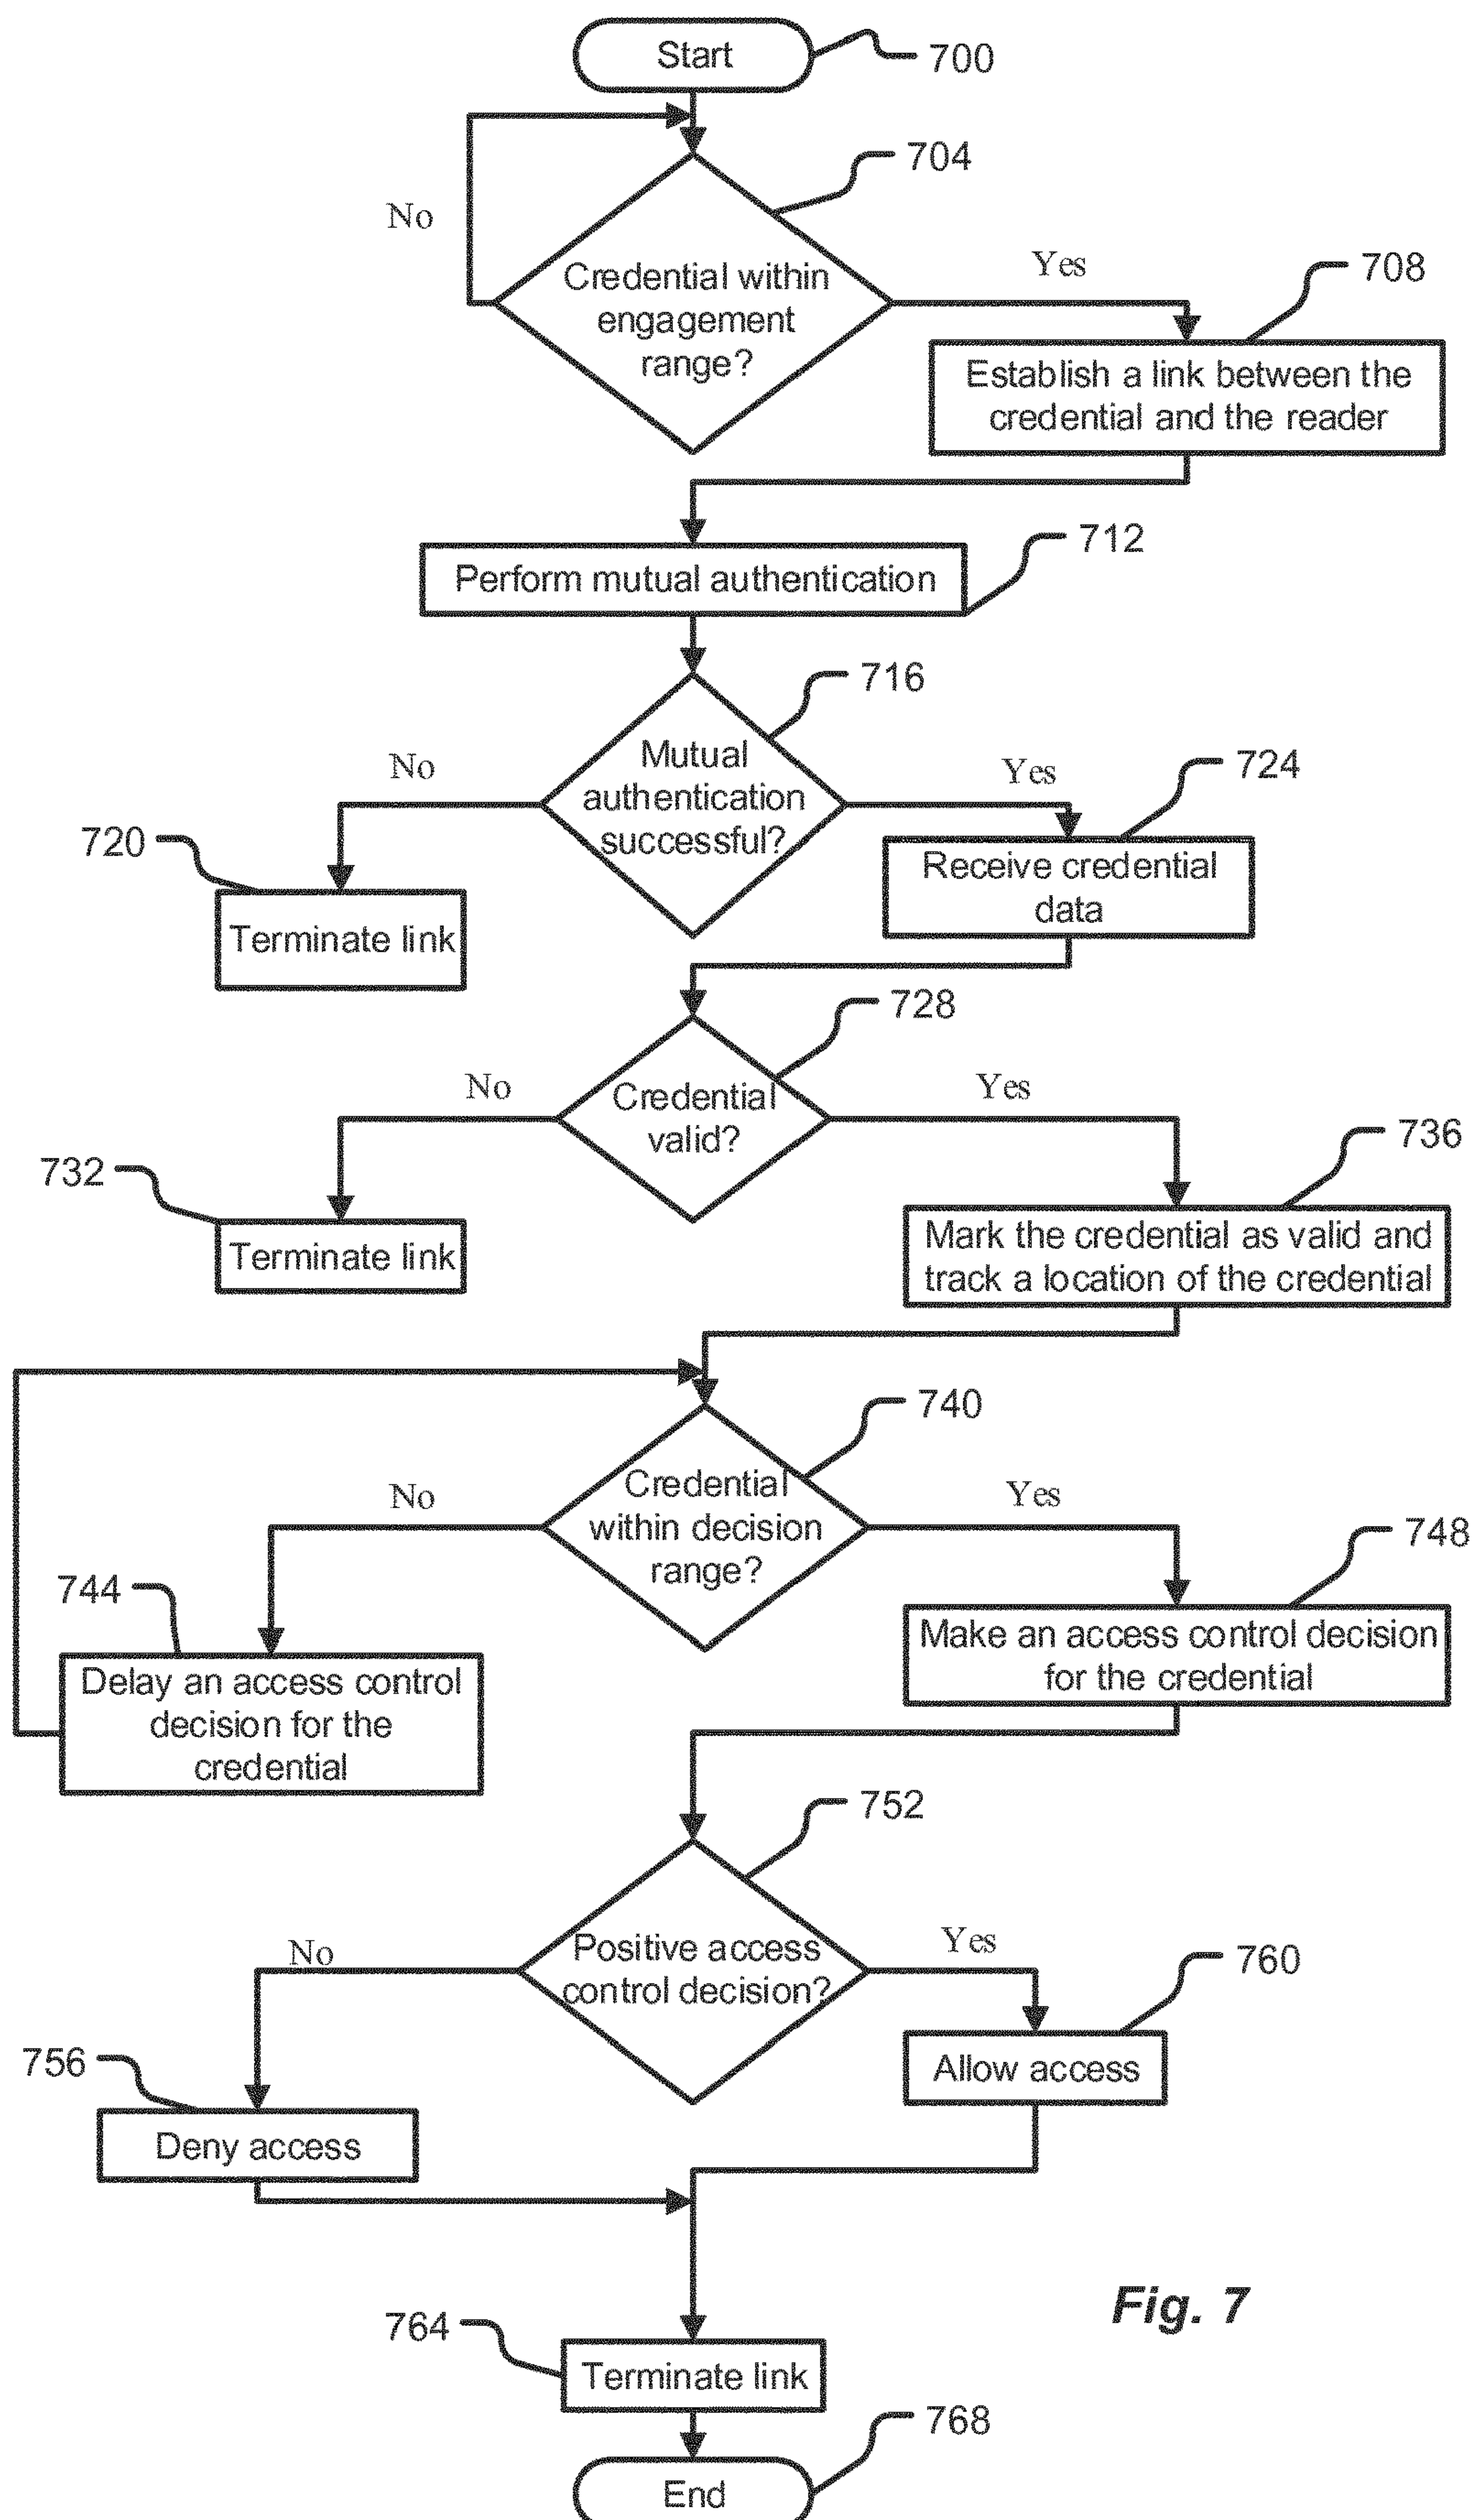 Start
700
704
No
Credential within
engagement
range?
Yes
708
Establish a link between the
credential and the reader
712
Perform mutual authentication
716
No
Mutual
authentication
successful?
Yes
724
720
Terminate link
Receive credential
data
728
No
Credential
valid?
Yes
736
732
Terminate link
Mark the credential as valid and
track a location of the credential
740
No
Credential
within decision
range?
Yes
748
744
Delay an access control
decision for the
credential
Make an access control decision
for the credential
752
No
Positive access
control decision?
Yes
760
756
Deny access
Allow access
Fig. 7
764
Terminate link
768
End